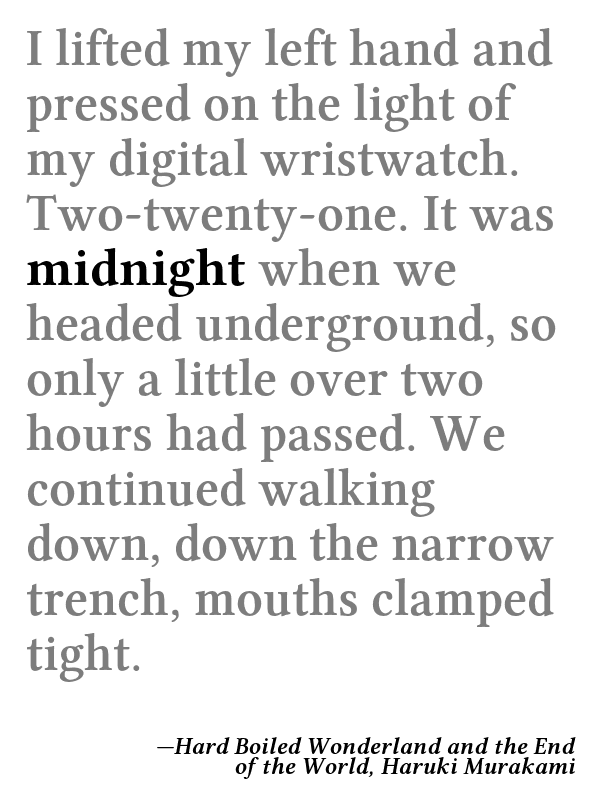 I lifted my left hand and
pressed on the light of
my digital wristwatch.
Two-twenty-one. It was
midnight when we
headed underground, so
only a little over two
hours had passed. We
continued walking
down, down the narrow
trench, mouths clamped
tight.
—Hard Boiled Wonderland and the End
of the World, Haruki Murakami